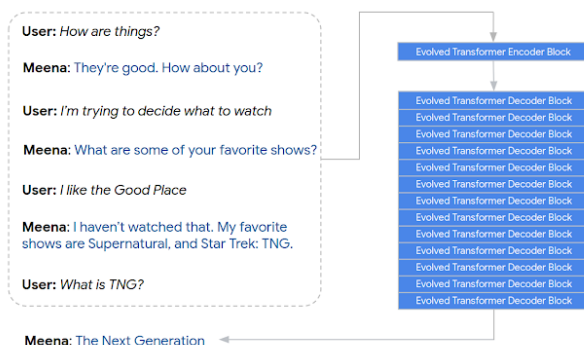 User: How are things?
Meena: They're good. How about you?
User: I'm trying to decide what to watch
Meena: What are some of your favorite shows?
User: I like the Good Place
Meena: I haven't watched that. My favorite
shows are Supernatural, and Star Trek: TNG.
User: What is TNG?
Meena: The Next Generation
Evolved Transformer Encoder Block
Evolved Transformer Decoder Block
Evolved Transformer Decoder Block
Evolved Transformer Decoder Block
Evolved Transformer Decoder Block
Evolved Transformer Decoder Block
Evolved Transformer Decoder Block
Evolved Transformer Decoder Block
Evolved Transformer Decoder Block
Evolved Transformer Decoder Block
Evolved Transformer Decoder Block
Evolved Transformer Decoder Block
Evolved Transformer Decoder Block
Evolved Transformer Decoder Block